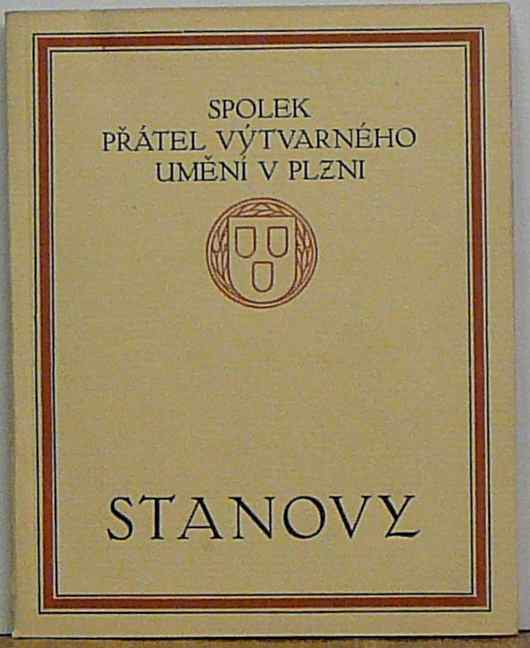 SPOLEK
PŘÁTEL VÝTVARNÉHO
UMĚNÍ V PLZNI
STANOVY